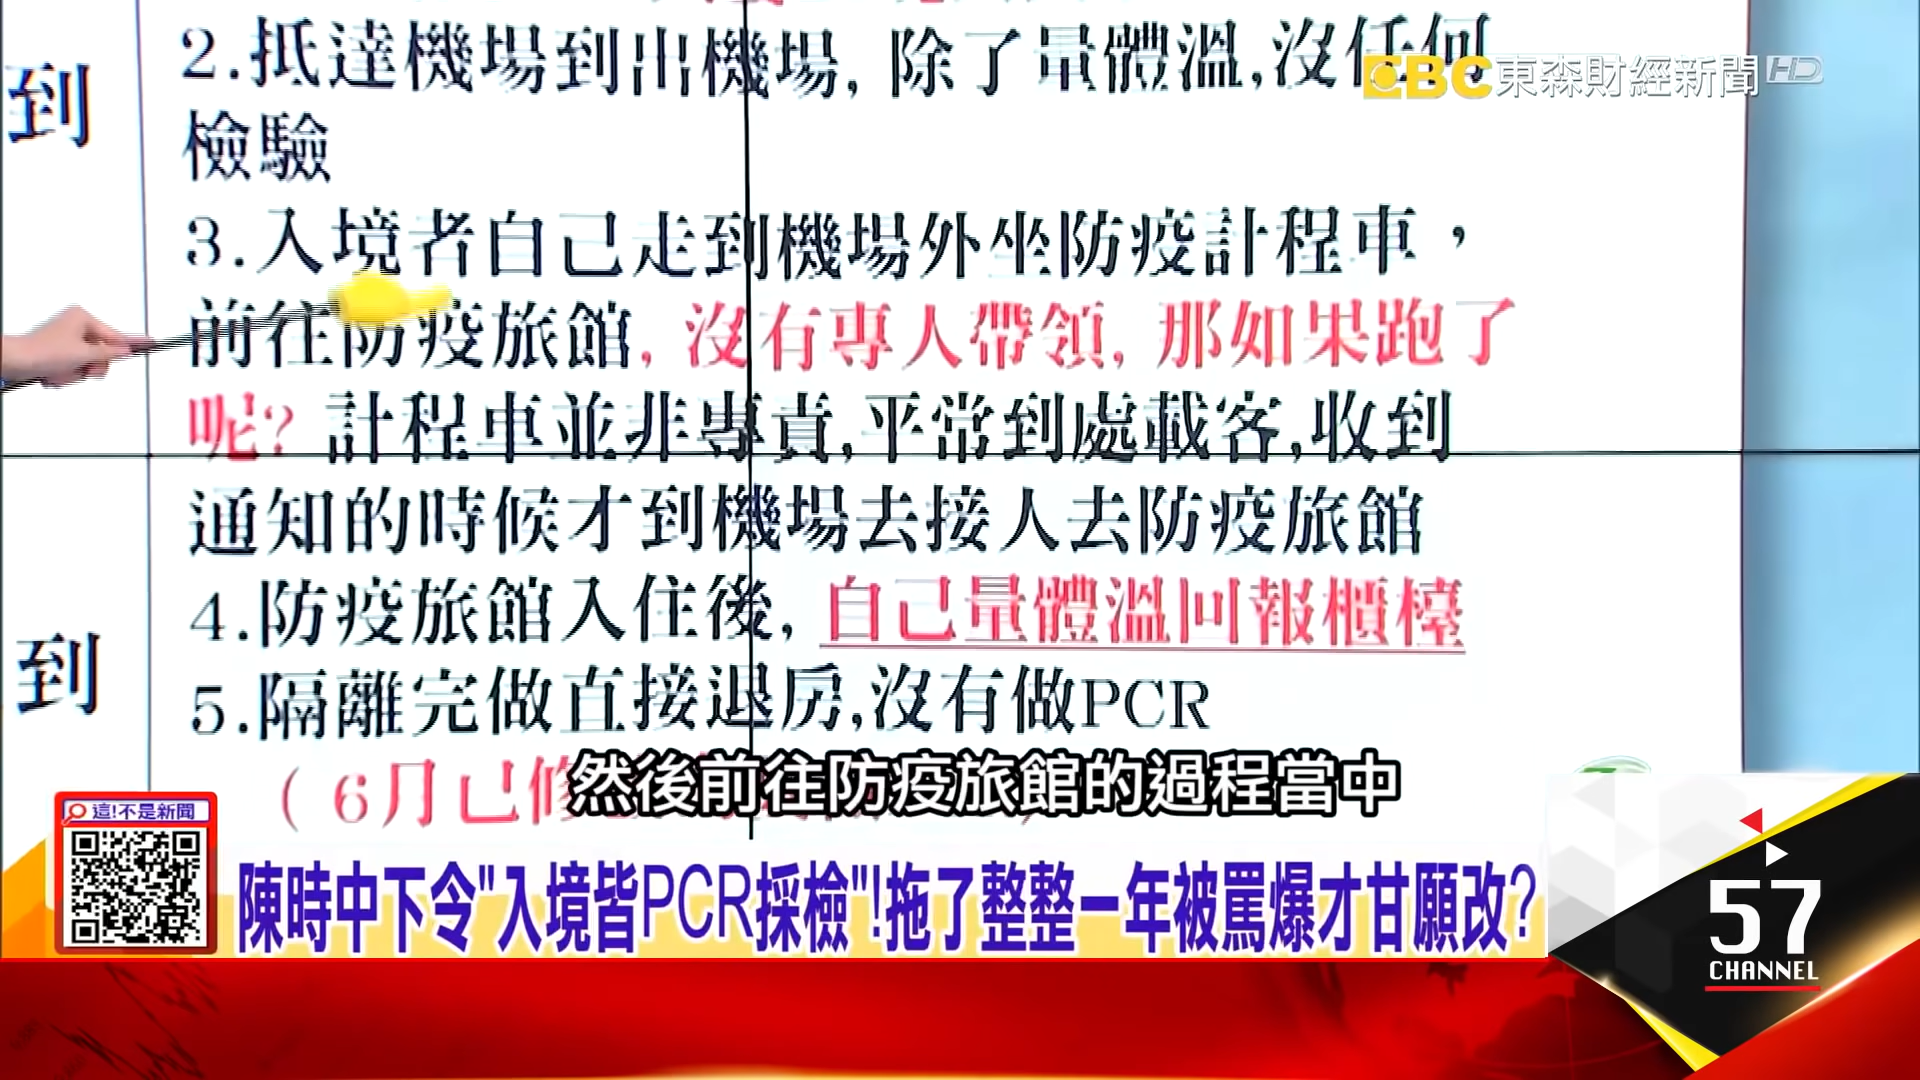 2.抵達機場到出機場,除了量體溫,沒任何
檢驗
EBC東森財經新聞HD
到
3.入境者自己走到機場外坐防疫計程車，
前往防疫旅館,沒有專人帶領,那如果跑了
呢?計程車並非專責,平常到處載客,收到
通知的時候才到機場去接人去防疫旅館
4.防疫旅館入住後,自己量體溫回報櫃檯
到
5.隔離完做直接退房,沒有做PCR
(6月已修
然後前往防疫旅館的過程當中
這!不是新聞
陳時中下令"入境皆PCR採檢"!拖了整整一年被罵爆才甘願改?
57
CHANNEL